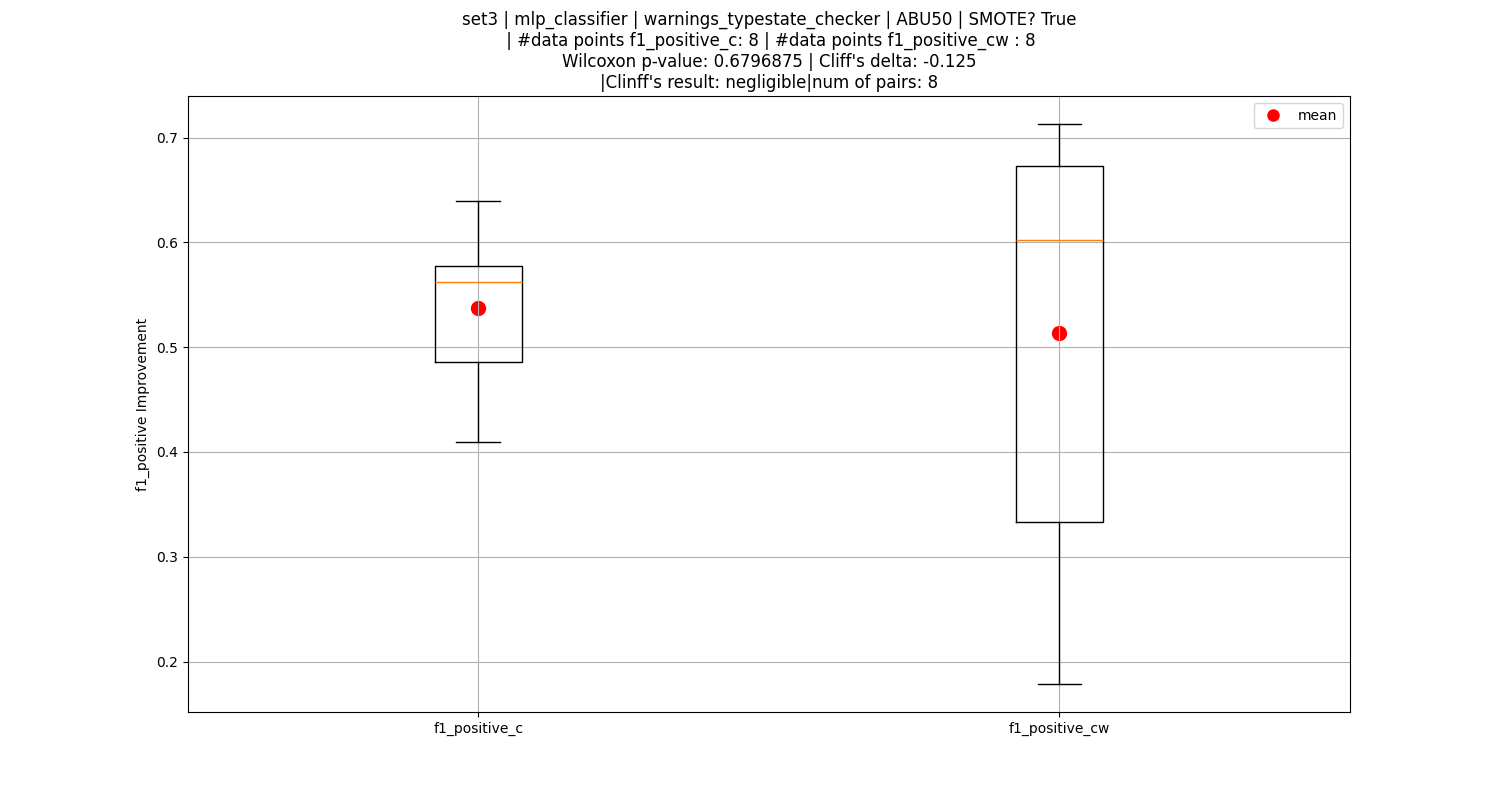 set3 | mlp_classifier | warnings_typestate_checker | ABU50 | SMOTE? True
| #data points f1_positive_c: 8 | #data points f1_positive_cw : 8
Wilcoxon p-value: 0.6796875 | Cliff's delta: -0.125
|Clinff's result: negligible|num of pairs: 8
mean
0.7
0.6
0.5
0.4
0.3
0.2
f1_positive Improvement
f1_positive_c
f1_positive_cw